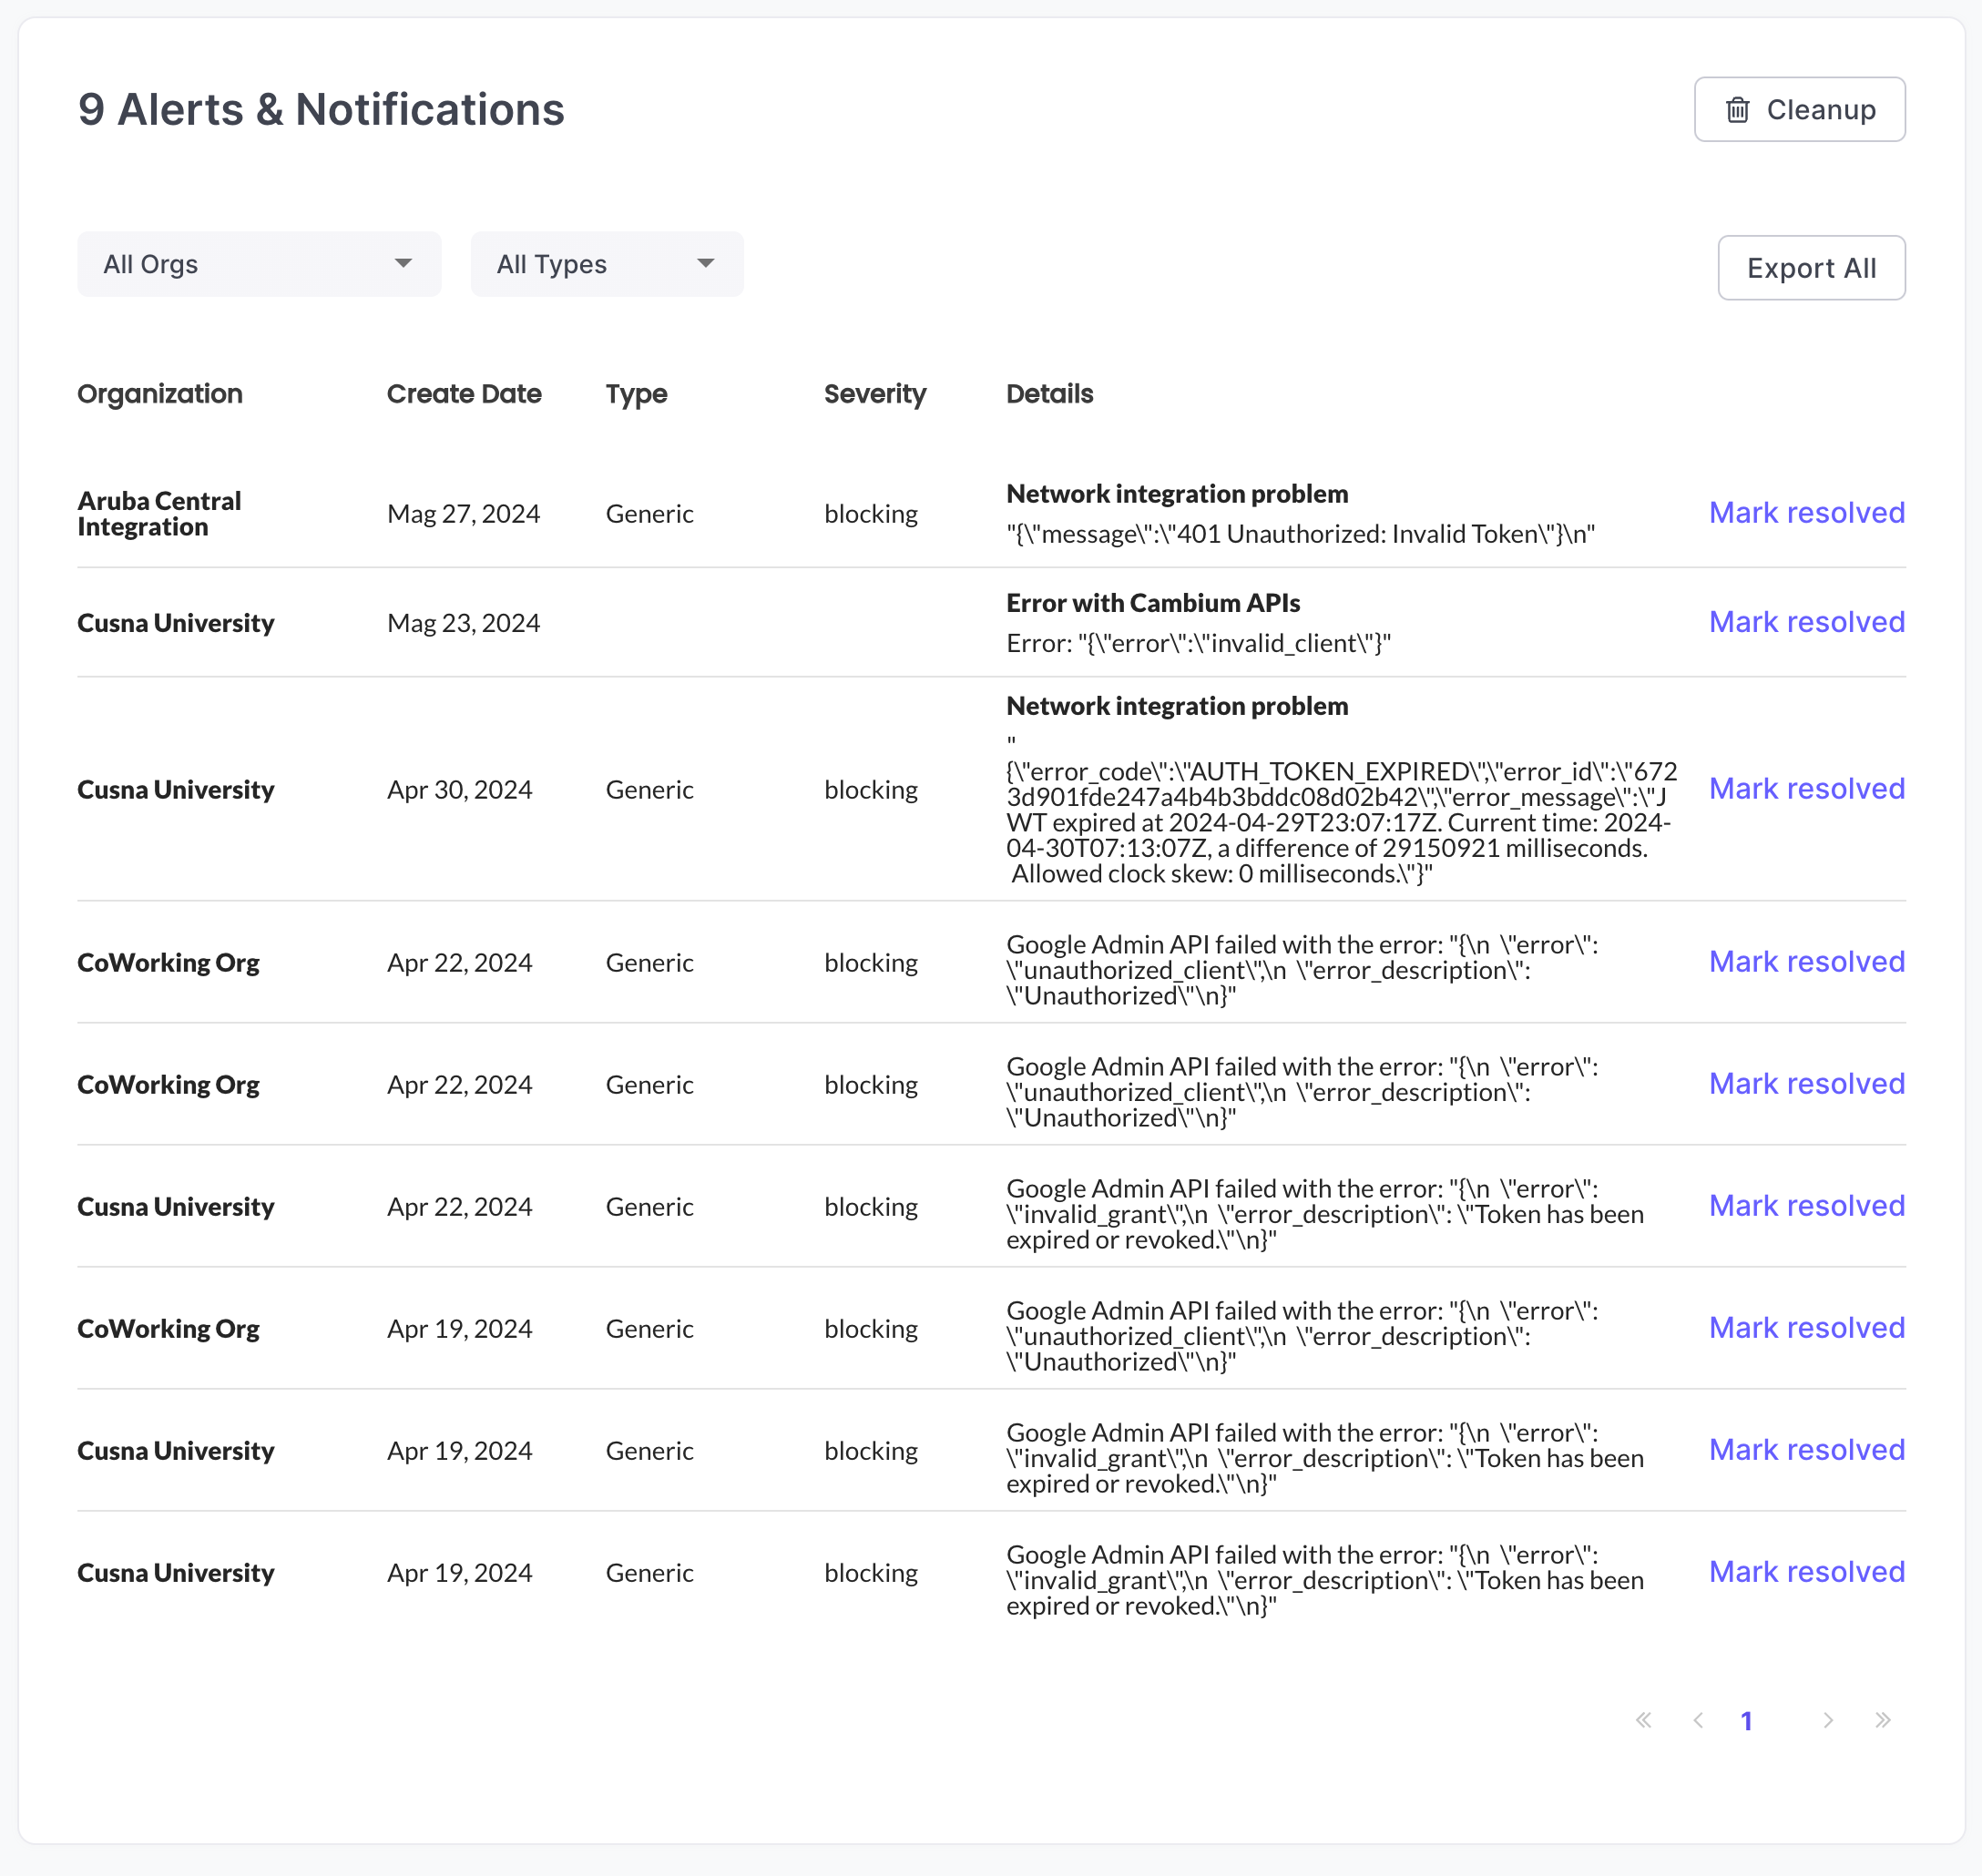 9 Alerts & Notifications
Cleanup
All Orgs
All Types
Export All
Organization Create Date Type Severity Details
Aruba Central
Integration
Mag 27, 2024 Generic blocking
Network integration problem
"{\"message\":\"401 Unauthorized: Invalid Token\"}\n"
Mark resolved
Cusna University Mag 23, 2024
Error with Cambium APIs
Error: "{\"error\":\"invalid_client\"}"
Mark resolved
Cusna University Apr 30, 2024 Generic blocking
Network integration problem
"
{\"error_code\":\"AUTH_TOKEN_EXPIRED\",\"error_id\":\"672
3d901fde247a4b4b3bddc08d02b42\",\"error_message\":\"J
WT expired at 2024-04-29T23:07:17Z. Current time: 2024-
04-30T07:13:07Z, a difference of 29150921 milliseconds.
Allowed clock skew: 0 milliseconds.\"}"
Mark resolved
CoWorking Org Apr 22, 2024 Generic blocking
Google Admin API failed with the error: "{\n \"error\":
\"unauthorized_client\",\n \"error_description\":
\"Unauthorized\"\n}"
Mark resolved
CoWorking Org Apr 22, 2024 Generic blocking
Google Admin API failed with the error: "{\n \"error\":
\"unauthorized_client\",\n \"error_description\":
\"Unauthorized\"\n}"
Mark resolved
Cusna University Apr 22, 2024 Generic blocking
Google Admin API failed with the error: "{\n \"error\":
\"invalid_grant\",\n \"error_description\": \"Token has been
expired or revoked.\"\n}"
Mark resolved
CoWorking Org Apr 19, 2024 Generic blocking
Google Admin API failed with the error: "{\n \"error\":
\"unauthorized_client\",\n \"error_description\":
\"Unauthorized\"\n}"
Mark resolved
Cusna University Apr 19, 2024 Generic blocking
Google Admin API failed with the error: "{\n \"error\":
\"invalid_grant\",\n \"error_description\": \"Token has been
expired or revoked.\"\n}"
Mark resolved
Cusna University Apr 19, 2024 Generic blocking
Google Admin API failed with the error: "{\n \"error\":
\"invalid_grant\",\n \"error_description\": \"Token has been
expired or revoked.\"\n}"
Mark resolved
« ‹ 1 › »